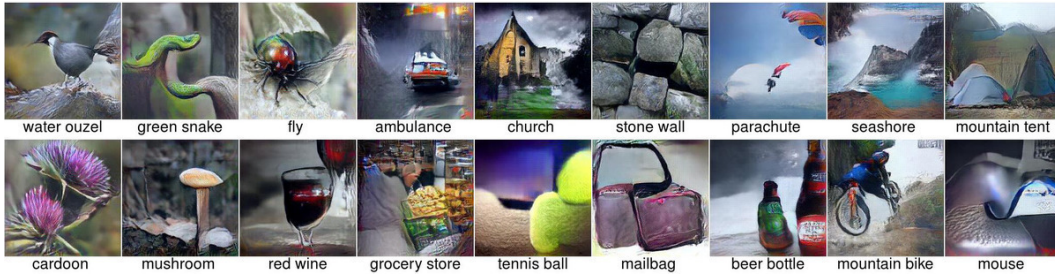 water ouzel green snake fly ambulance church stone wall parachute seashore mountain tent
cardoon mushroom red wine grocery store tennis ball mailbag beer bottle mountain bike mouse